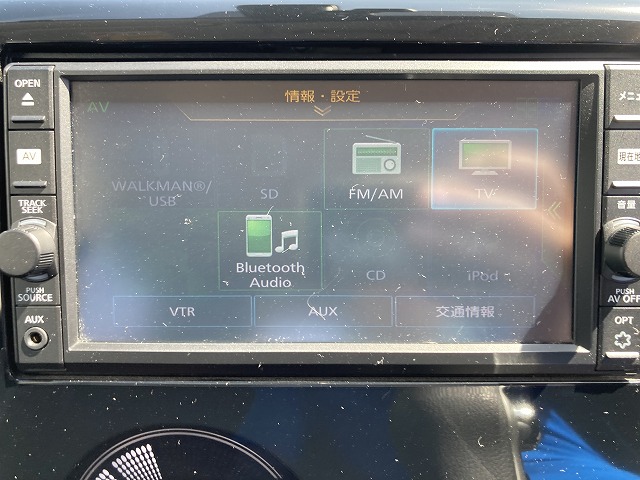 OPEN
AV
TRACK
SEEK
PUSH
SOURCE
AUX
AV
情報・設定
WALKMAN®/
USB
SD
FM/AM
TV
Bluetooth
Audio
CD
iPod
VTR
AUX
交通情報
メニュ
現在地
音量
PUSH
AV OFF
OPT